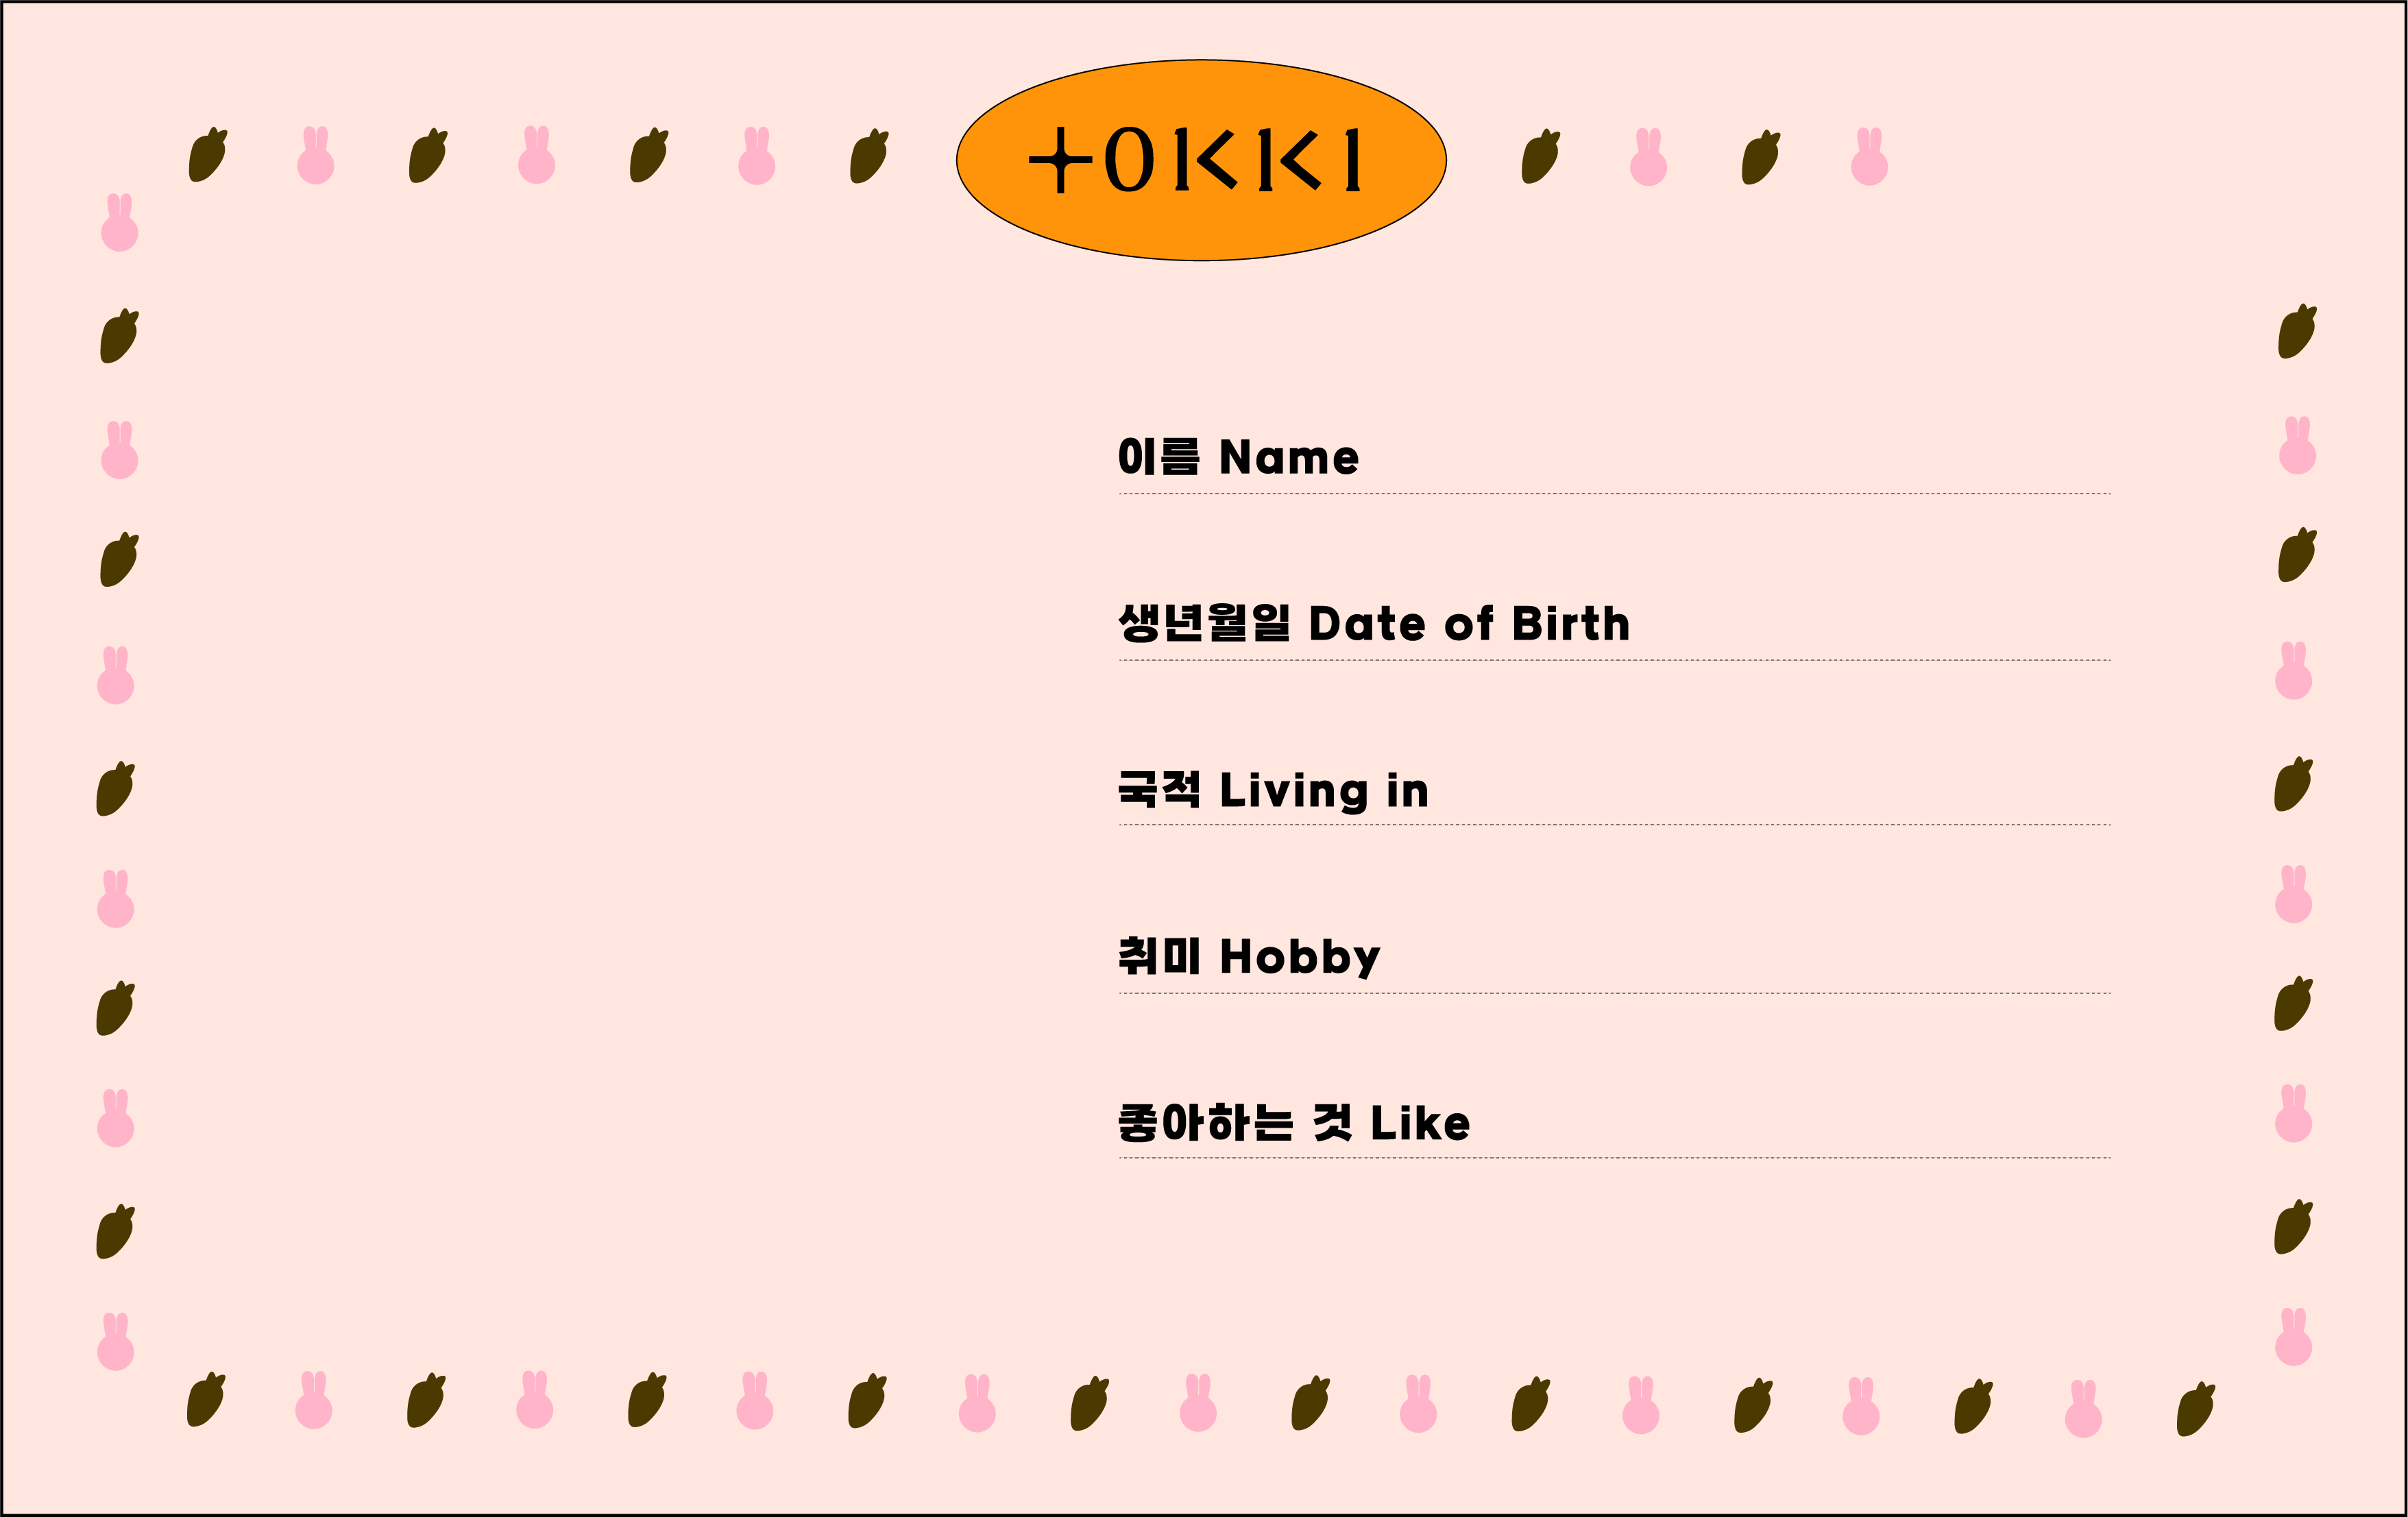 tokki
이름 Name
생년월일 Date of Birth
국적 Living in
취미 Hobby
좋아하는 것 Like